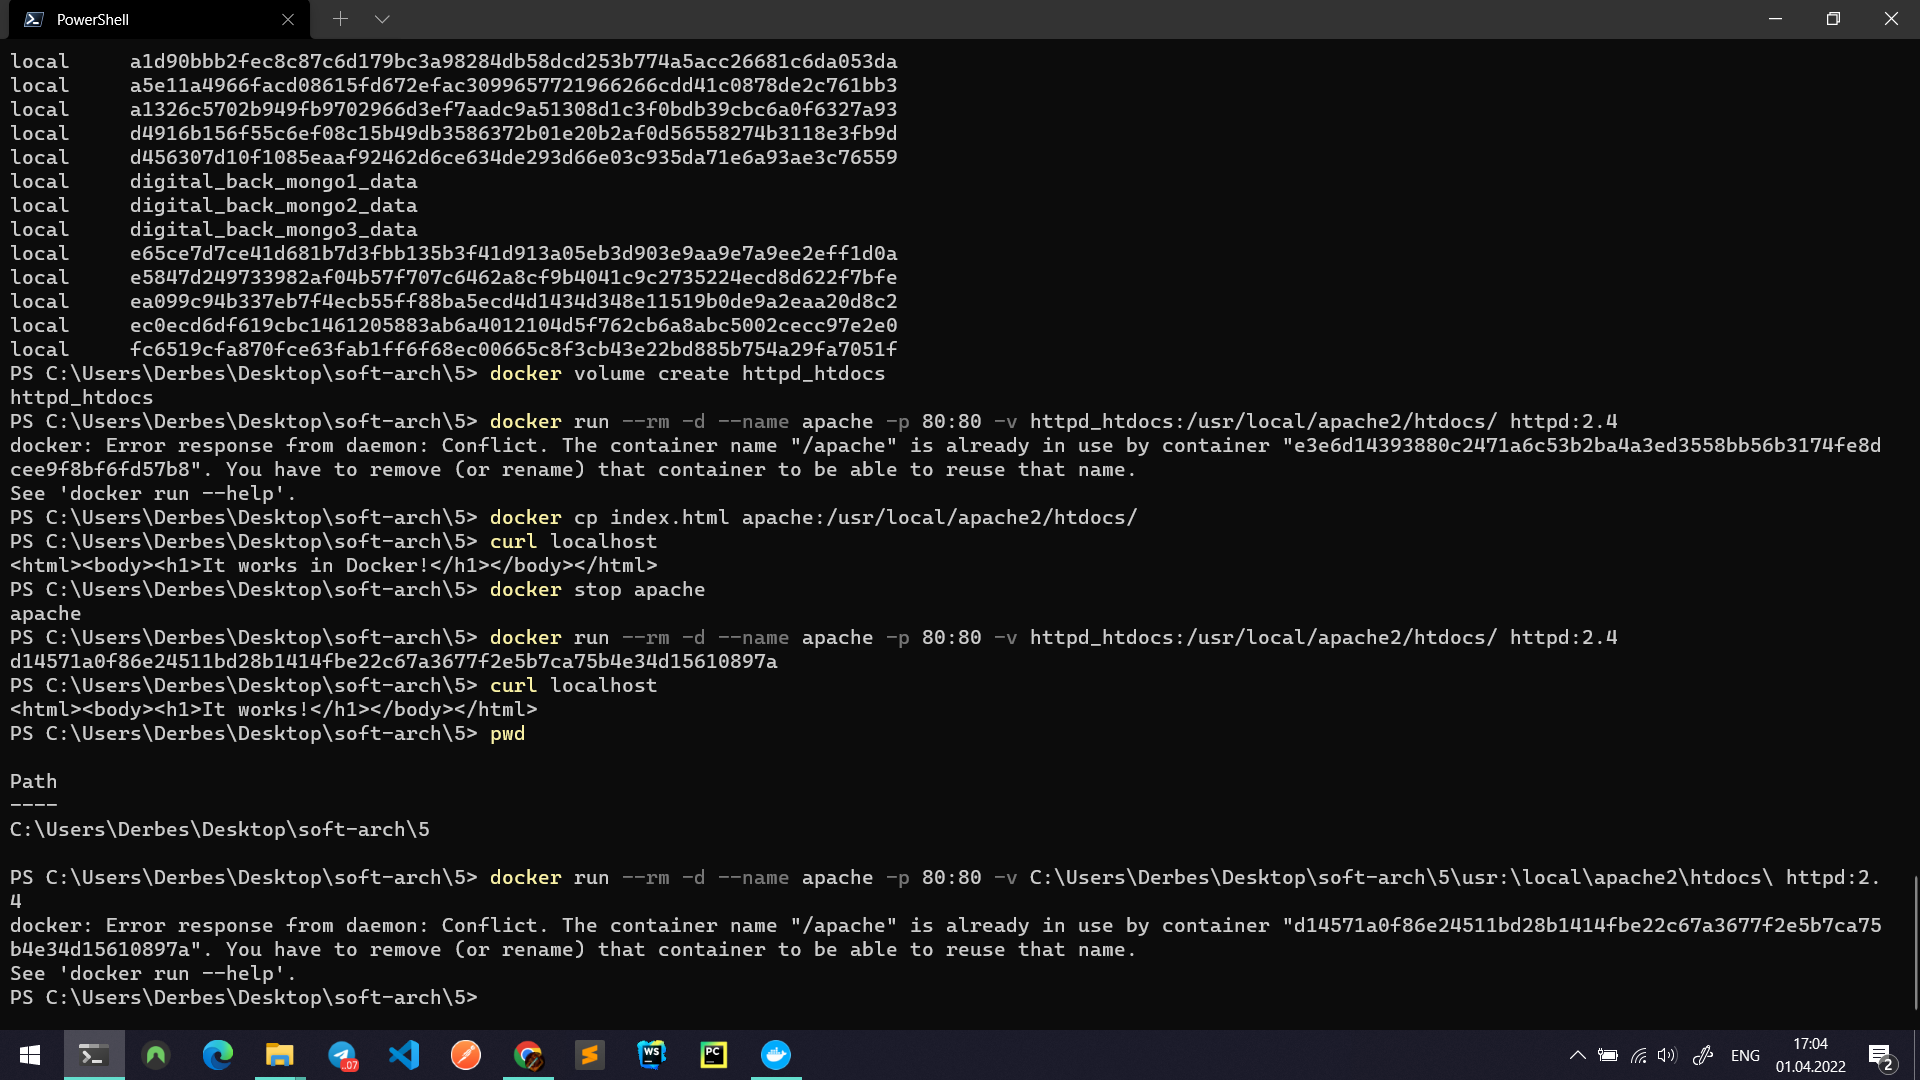 PowerShell
local     a1d90bbb2fec8c87c6d179bc3a98284db58dcd253b774a5acc26681c6da053da
local     a5e11a4966facd08615fd672efac3099657721966266cdd41c0878de2c761bb3
local     a1326c5702b949fb9702966d3ef7aadc9a51308d1c3f0bdb39cbc6a0f6327a93
local     d4916b156f55c6ef08c15b49db3586372b01e20b2af0d56558274b3118e3fb9d
local     d456307d10f1085eaaf92462d6ce634de293d66e03c935da71e6a93ae3c76559
local     digital_back_mongo1_data
local     digital_back_mongo2_data
local     digital_back_mongo3_data
local     e65ce7d7ce41d681b7d3fbb135b3f41d913a05eb3d903e9aa9e7a9ee2eff1d0a
local     e5847d249733982af04b57f707c6462a8cf9b4041c9c2735224ecd8d622f7bfe
local     ea099c94b337eb7f4ecb55ff88ba5ecd4d1434d348e11519b0de9a2eaa20d8c2
local     ec0ecd6df619cbc1461205883ab6a4012104d5f762cb6a8abc5002cecc97e2e0
local     fc6519cfa870fce63fab1ff6f68ec00665c8f3cb43e22bd885b754a29fa7051f
PS C:\Users\Derbes\Desktop\soft-arch\5> docker volume create httpd_htdocs
httpd_htdocs
PS C:\Users\Derbes\Desktop\soft-arch\5> docker run --rm -d --name apache -p 80:80 -v httpd_htdocs:/usr/local/apache2/htdocs/ httpd:2.4
docker: Error response from daemon: Conflict. The container name "/apache" is already in use by container "e3e6d14393880c2471a6c53b2ba4a3ed3558bb56b3174fe8d
cee9f8bf6fd57b8". You have to remove (or rename) that container to be able to reuse that name.
See 'docker run --help'.
PS C:\Users\Derbes\Desktop\soft-arch\5> docker cp index.html apache:/usr/local/apache2/htdocs/
PS C:\Users\Derbes\Desktop\soft-arch\5> curl localhost
<html><body><h1>It works in Docker!</h1></body></html>
PS C:\Users\Derbes\Desktop\soft-arch\5> docker stop apache
apache
PS C:\Users\Derbes\Desktop\soft-arch\5> docker run --rm -d --name apache -p 80:80 -v httpd_htdocs:/usr/local/apache2/htdocs/ httpd:2.4
d14571a0f86e24511bd28b1414fbe22c67a3677f2e5b7ca75b4e34d15610897a
PS C:\Users\Derbes\Desktop\soft-arch\5> curl localhost
<html><body><h1>It works!</h1></body></html>
PS C:\Users\Derbes\Desktop\soft-arch\5> pwd
Path
----
C:\Users\Derbes\Desktop\soft-arch\5
PS C:\Users\Derbes\Desktop\soft-arch\5> docker run --rm -d --name apache -p 80:80 -v C:\Users\Derbes\Desktop\soft-arch\5\usr:\local\apache2\htdocs\ httpd:2.
4
docker: Error response from daemon: Conflict. The container name "/apache" is already in use by container "d14571a0f86e24511bd28b1414fbe22c67a3677f2e5b7ca75
b4e34d15610897a". You have to remove (or rename) that container to be able to reuse that name.
See 'docker run --help'.
PS C:\Users\Derbes\Desktop\soft-arch\5>
..07
WS
PC
ENG
17:04
01.04.2022
2